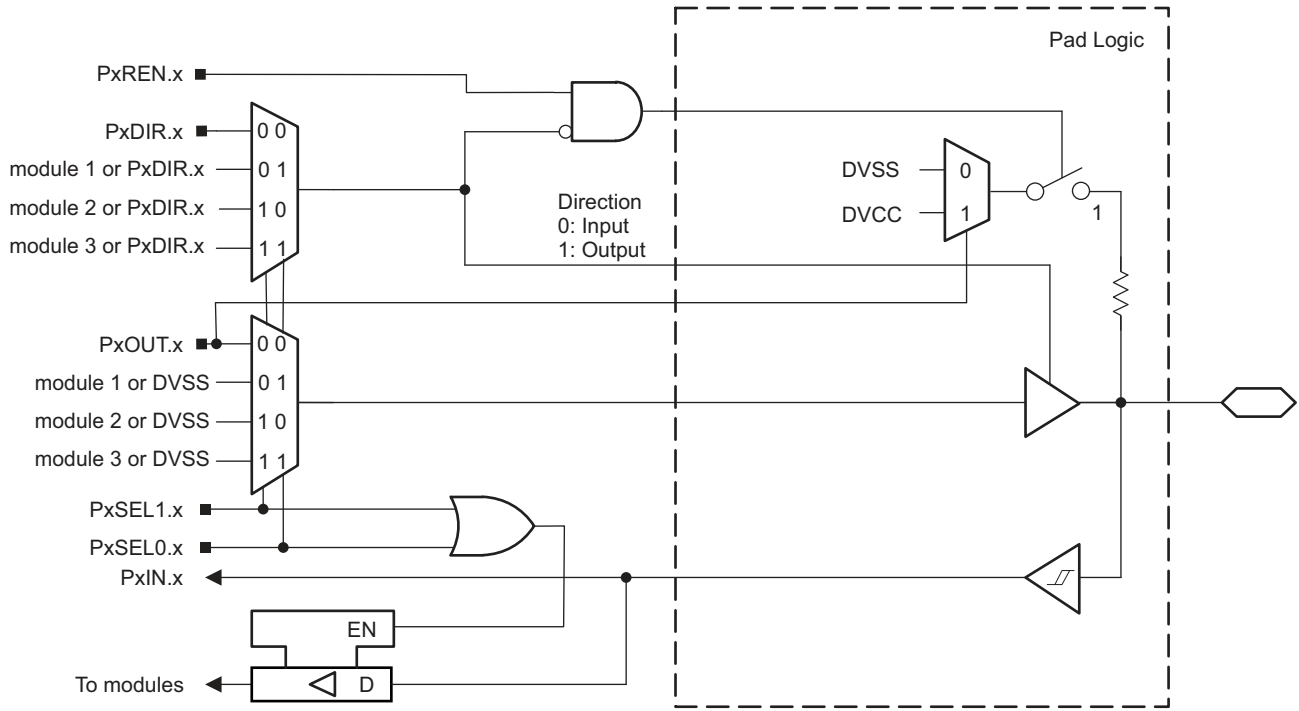 Pad Logic
PxREN.x
PxDIR.x
0 0
module 1 or PxDIR.x
0 1
module 2 or PxDIR.x
1 0
module 3 or PxDIR.x
1 1
Direction
0: Input
1: Output
DVSS
0
DVCC
1
1
PxOUT.x
0 0
module 1 or DVSS
0 1
module 2 or DVSS
1 0
module 3 or DVSS
1 1
PxSEL1.x
PxSEL0.x
PxIN.x
EN
To modules
D